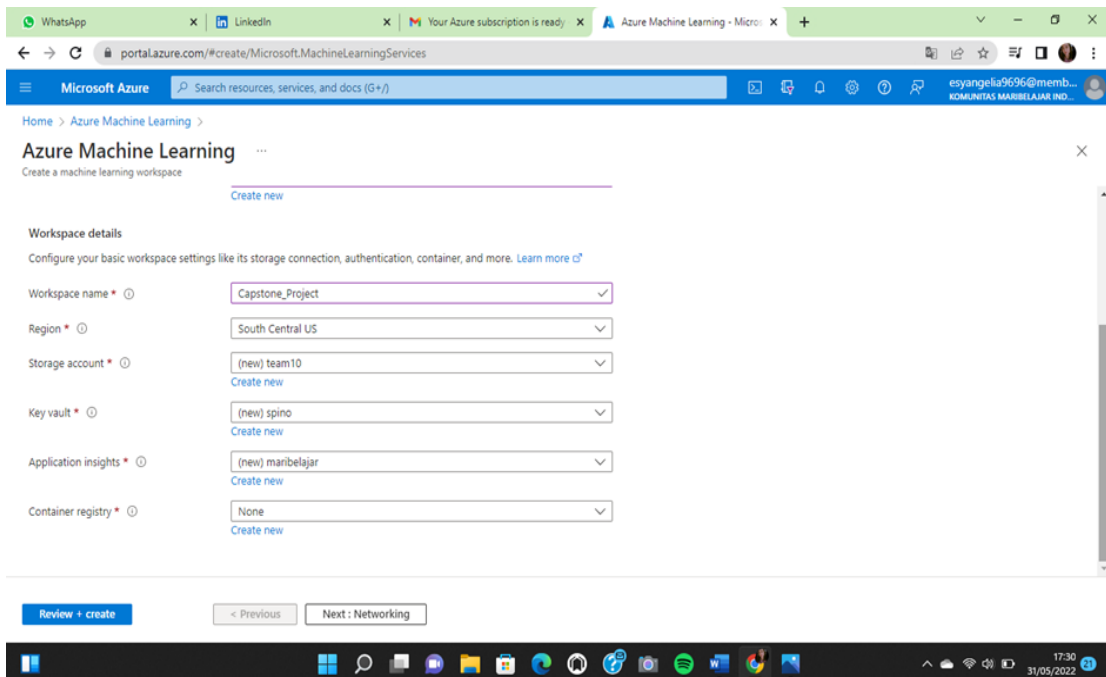 WhatsApp
LinkedIn
Your Azure subscription is ready
Azure Machine Learning - Micros
portal.azure.com/#create/Microsoft.MachineLearningServices
Microsoft Azure
Search resources, services, and docs (G+/)
esyangelia9696@memb...
KOMUNITAS MARIBELAJAR IND...
Home > Azure Machine Learning >
Azure Machine Learning ...
Create a machine learning workspace
Create new
Workspace details
Configure your basic workspace settings like its storage connection, authentication, container, and more. Learn more
Workspace name * Capstone_Project
Region * South Central US
Storage account * (new) team10
Create new
Key vault * (new) spino
Create new
Application insights * (new) maribelajar
Create new
Container registry * None
Create new
Review + create < Previous Next : Networking
17:30
31/05/2022 21